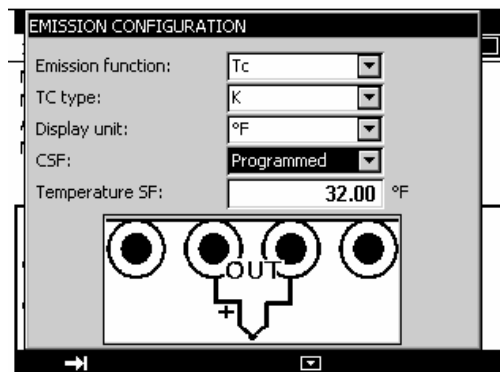 EMISSION CONFIGURATION
Emission function: Tc
TC type: K
Display unit: °F
CSF: Programmed
Temperature SF: 32.00 °F
OUT
+